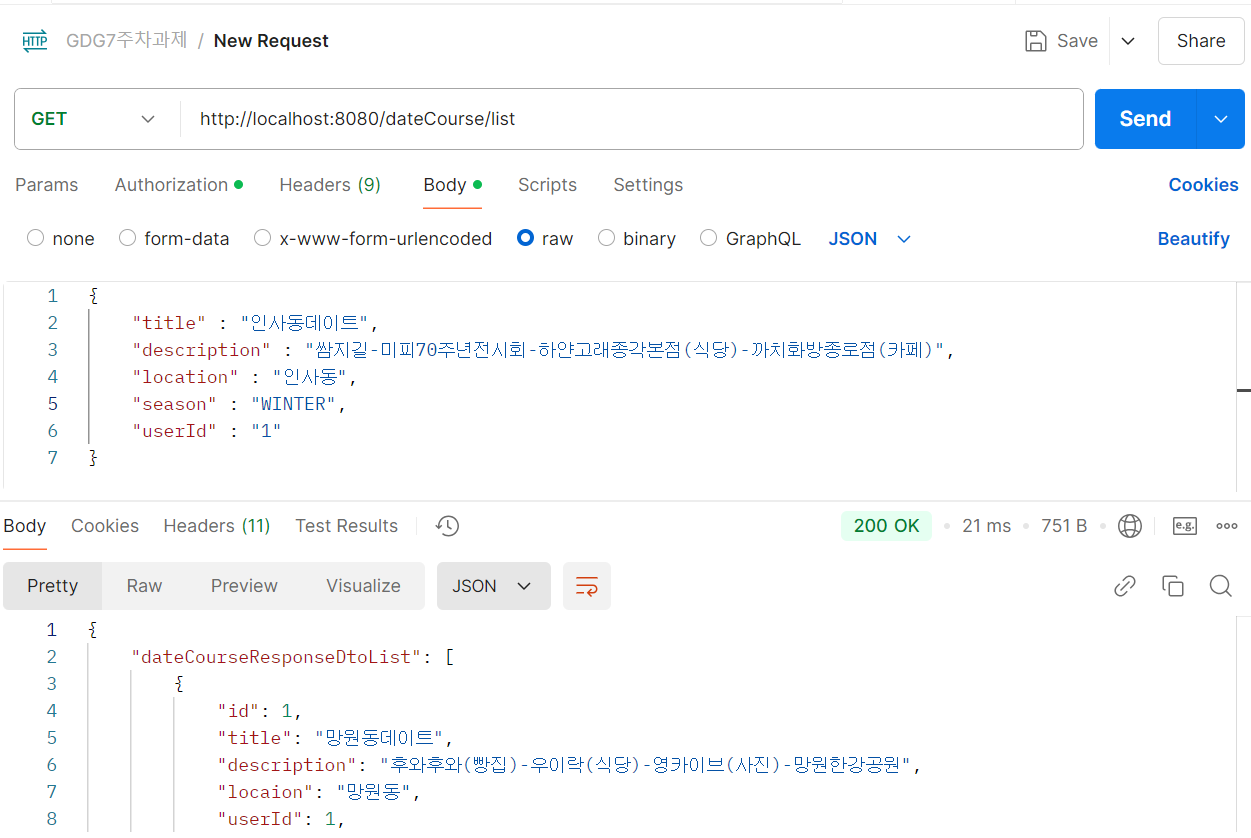 HTTP GDG7주차과제 / New Request Save Share
GET http://localhost:8080/dateCourse/list Send
Params Authorization Headers (9) Body Scripts Settings Cookies
none form-data x-www-form-urlencoded raw binary GraphQL JSON Beautify
1 {
2 "title" : "인사동데이트",
3 "description" : "쌈지길-미피70주년전시회-하얀고래종각본점(식당)-까치화방종로점(카페)",
4 "location" : "인사동",
5 "season" : "WINTER",
6 "userId" : "1"
7 }
Body Cookies Headers (11) Test Results 200 OK 21 ms 751 B e.g.
Pretty Raw Preview Visualize JSON
1 {
2 "dateCourseResponseDtoList": [
3 {
4 "id": 1,
5 "title": "망원동데이트",
6 "description": "후와후와(빵집)-우이락(식당)-영카이브(사진)-망원한강공원",
7 "locaion": "망원동",
8 "userId": 1,